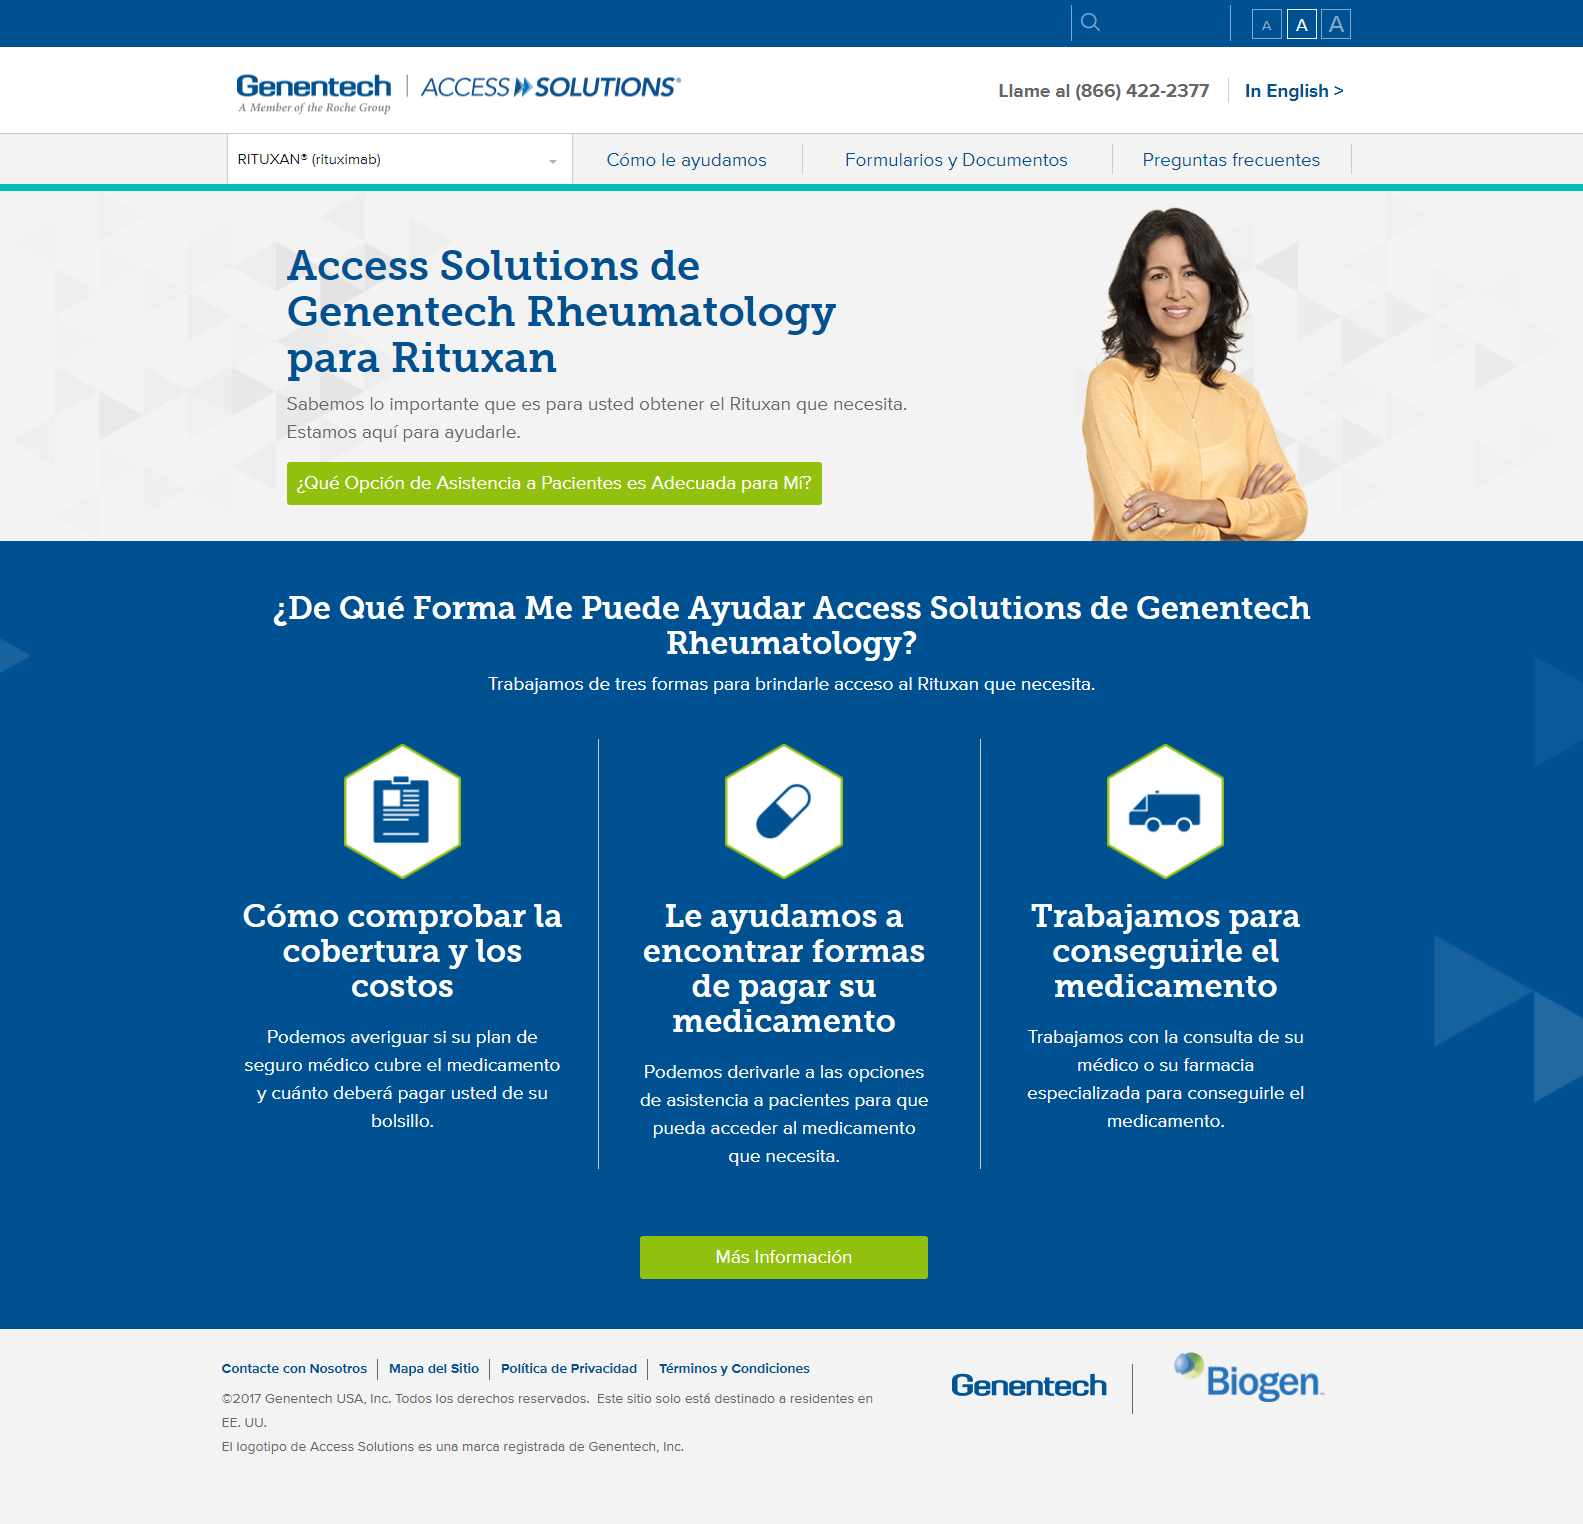 A A A
Genentech
A Member of the Roche Group
ACCESS SOLUTIONS®
Llame al (866) 422-2377
In English >
RITUXAN® (rituximab)
Cómo le ayudamos
Formularios y Documentos
Preguntas frecuentes
Access Solutions de
Genentech Rheumatology
para Rituxan
Sabemos lo importante que es para usted obtener el Rituxan que necesita.
Estamos aquí para ayudarle.
¿Qué Opción de Asistencia a Pacientes es Adecuada para Mí?
¿De Qué Forma Me Puede Ayudar Access Solutions de Genentech
Rheumatology?
Trabajamos de tres formas para brindarle acceso al Rituxan que necesita.
Cómo comprobar la
cobertura y los
costos
Podemos averiguar si su plan de
seguro médico cubre el medicamento
y cuánto deberá pagar usted de su
bolsillo.
Le ayudamos a
encontrar formas
de pagar su
medicamento
Podemos derivarle a las opciones
de asistencia a pacientes para que
pueda acceder al medicamento
que necesita.
Trabajamos para
conseguirle el
medicamento
Trabajamos con la consulta de su
médico o su farmacia
especializada para conseguirle el
medicamento.
Más Información
Contacte con Nosotros
Mapa del Sitio
Política de Privacidad
Términos y Condiciones
©2017 Genentech USA, Inc. Todos los derechos reservados. Este sitio solo está destinado a residentes en
EE. UU.
El logotipo de Access Solutions es una marca registrada de Genentech, Inc.
Genentech
Biogen